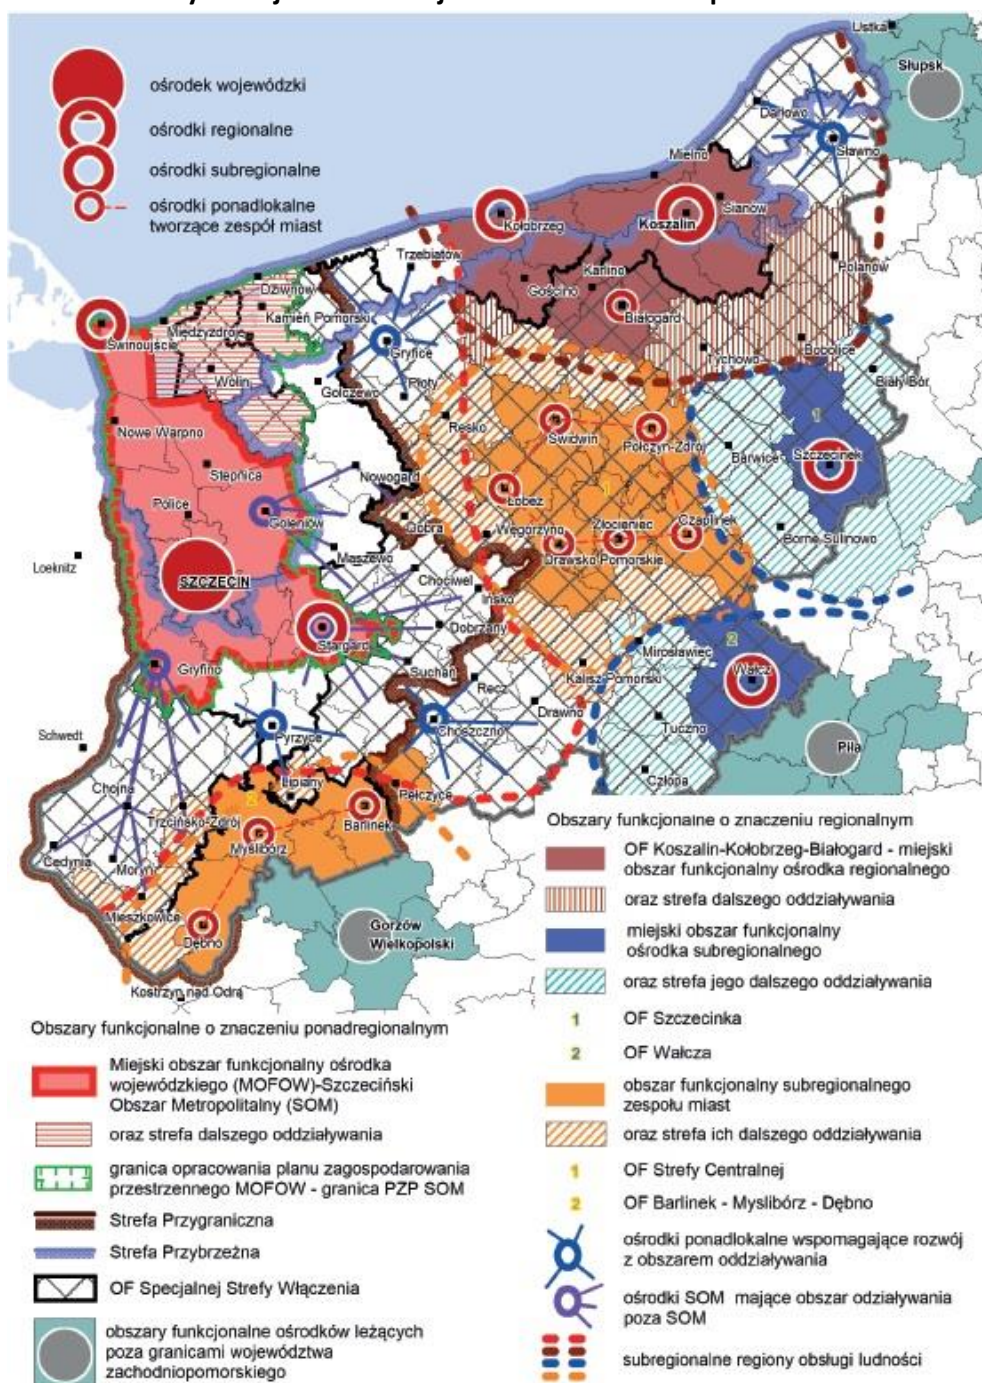 ośrodek wojewódzki
ośrodki regionalne
ośrodki subregionalne
ośrodki ponadlokalne
tworzące zespół miast
Ustka
Słupsk
Darłowo
Sławno
Mielno
Sianów
Koszalin
Kołobrzeg
Trzebiatów
Karlino
Gościno
Białogard
Polanów
Dziwnów
Kamień Pomorski
Międzyzdroje
Świnoujście
Wolin
Gryfice
Golczewo
Płoty
Tychowo
Bobolice
Biały Bór
Resko
Świdwin
Połczyn-Zdrój
1
Barwice
Szczecinek
Nowe Warpno
Stepnica
Nowogard
Police
Goleniów
Łobez
1
Dobra
Węgorzyno
Złocieniec
Czaplinek
Drawsko Pomorskie
Borne Sulinowo
Loeknitz
SZCZECIN
Maszewo
Chociwel
Ińsko
Dobrzany
Stargard
Suchań
Gryfino
Recz
Kalisz Pomorski
Mirosławiec
2
Wałcz
Drawno
Tuczno
Człopa
Piła
Schwedt
Pyrzyce
Choszczno
Chojna
Lipiany
Pełczyce
2
Trzcińsko-Zdrój
Barlinek
Myślibórz
Cedynia
Moryń
Mieszkowice
Dębno
Gorzów
Wielkopolski
Kostrzyn nad Odrą
Obszary funkcjonalne o znaczeniu ponadregionalnym
Miejski obszar funkcjonalny ośrodka
wojewódzkiego (MOFOW)-Szczeciński
Obszar Metropolitalny (SOM)
oraz strefa dalszego oddziaływania
granica opracowania planu zagospodarowania
przestrzennego MOFOW - granica PZP SOM
Strefa Przygraniczna
Strefa Przybrzeżna
OF Specjalnej Strefy Włączenia
obszary funkcjonalne ośrodków leżących
poza granicami województwa
zachodniopomorskiego
Obszary funkcjonalne o znaczeniu regionalnym
OF Koszalin-Kołobrzeg-Białogard - miejski
obszar funkcjonalny ośrodka regionalnego
oraz strefa dalszego oddziaływania
miejski obszar funkcjonalny
ośrodka subregionalnego
oraz strefa jego dalszego oddziaływania
1 OF Szczecinka
2 OF Wałcza
obszar funkcjonalny subregionalnego
zespołu miast
oraz strefa ich dalszego oddziaływania
1 OF Strefy Centralnej
2 OF Barlinek - Myslibórz - Dębno
ośrodki ponadlokalne wspomagające rozwój
z obszarem oddziaływania
ośrodki SOM mające obszar odziaływania
poza SOM
subregionalne regiony obsługi ludności